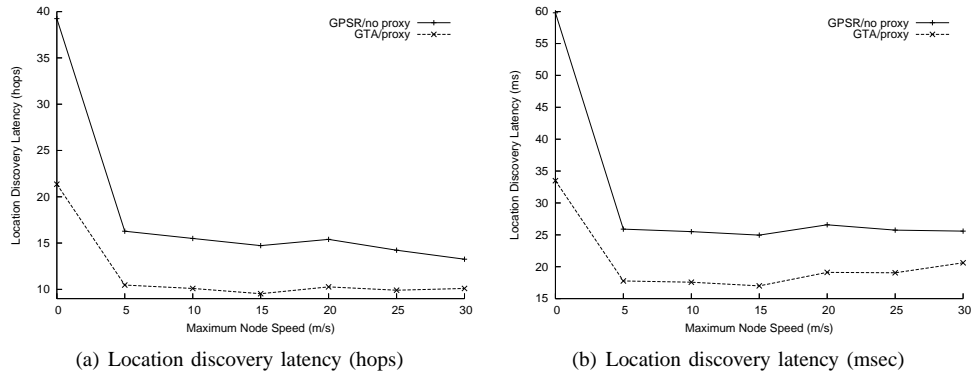 40
35
30
25
20
15
10
0 5 10 15 20 25 30
Location Discovery Latency (hops)
Maximum Node Speed (m/s)
GPSR/no proxy
GTA/proxy
(a) Location discovery latency (hops)
60
55
50
45
40
35
30
25
20
15
0 5 10 15 20 25 30
Location Discovery Latency (ms)
Maximum Node Speed (m/s)
GPSR/no proxy
GTA/proxy
(b) Location discovery latency (msec)